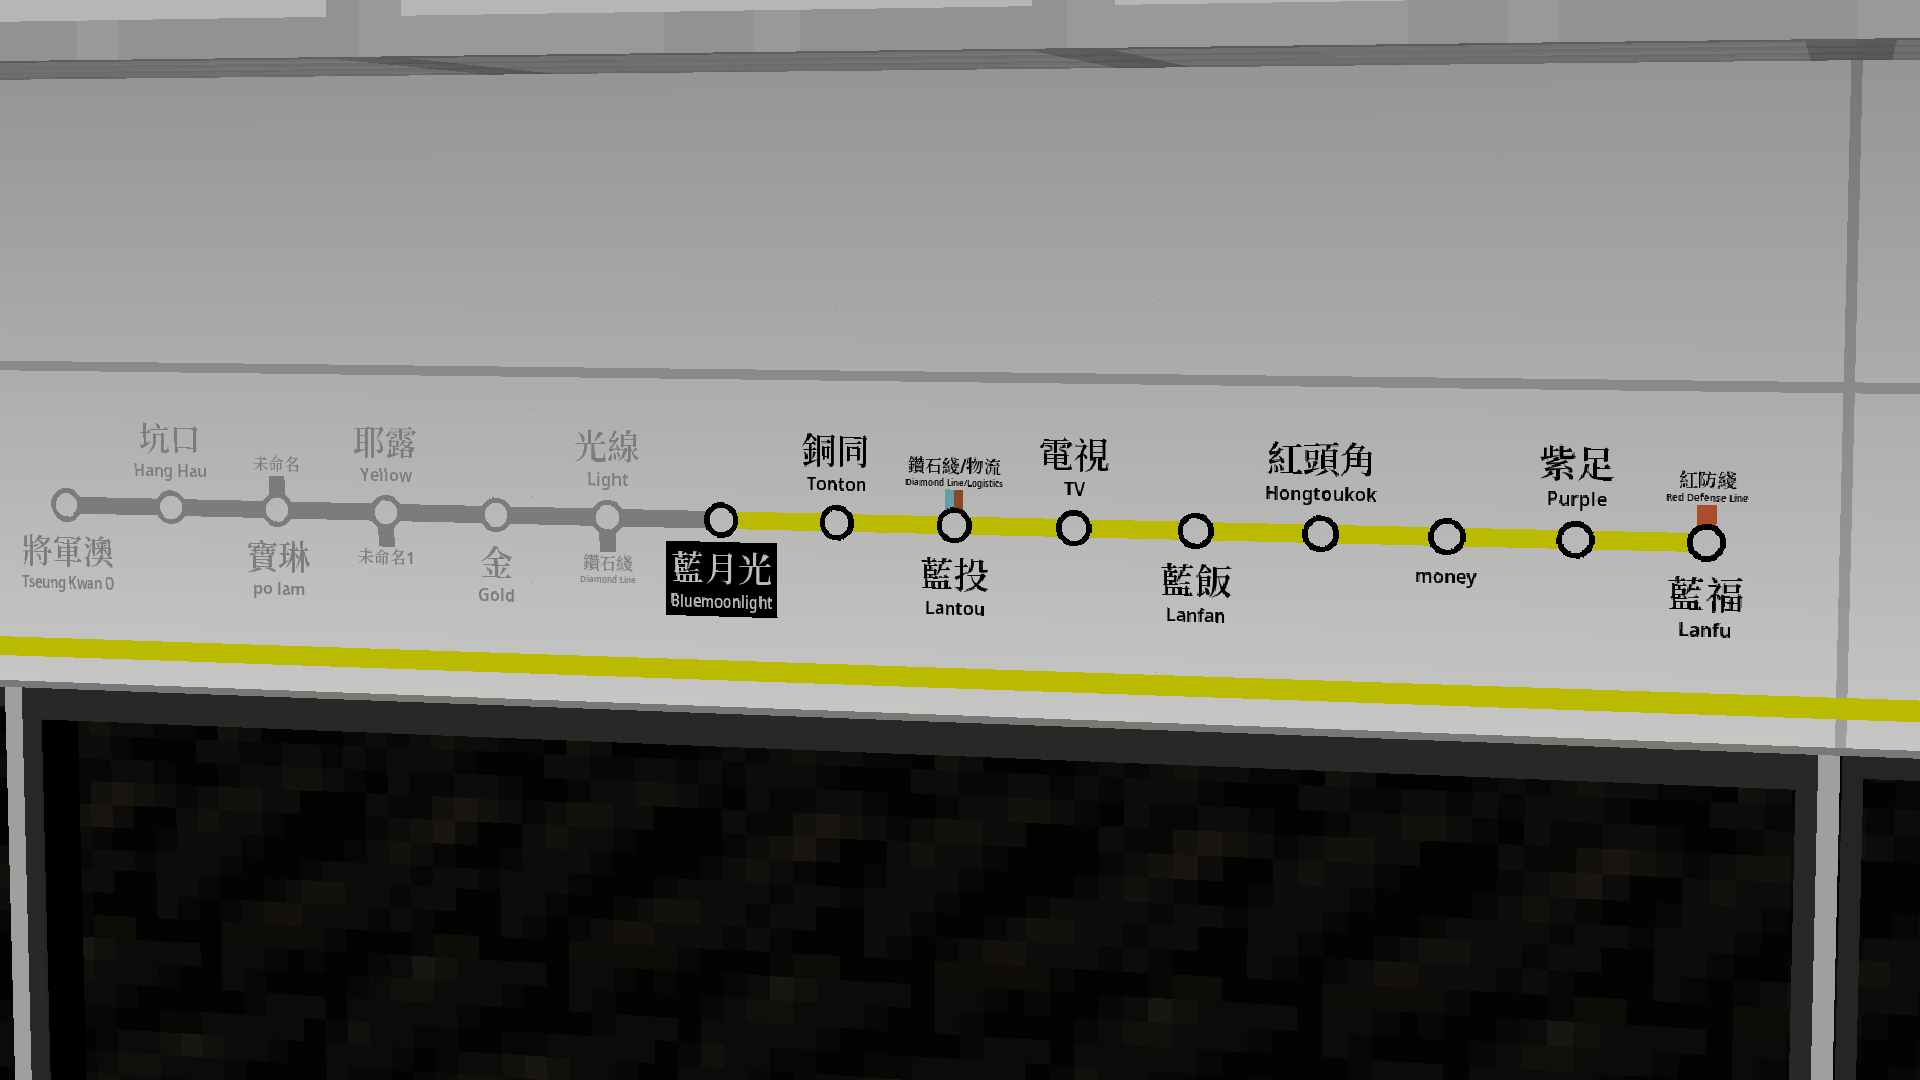 將軍澳
Tseung Kwan O
坑口
Hang Hau
未命名
寶琳
po lam
耶露
Yellow
未命名1
金
Gold
光線
Light
鑽石綫
Diamond Line
藍月光
Bluemoonlight
銅同
Tonton
鑽石綫/物流
Diamond Line/Logistics
藍投
Lantou
電視
TV
藍飯
Lanfan
紅頭角
Hongtoukok
money
紫足
Purple
紅防綫
Red Defense Line
藍福
Lanfu